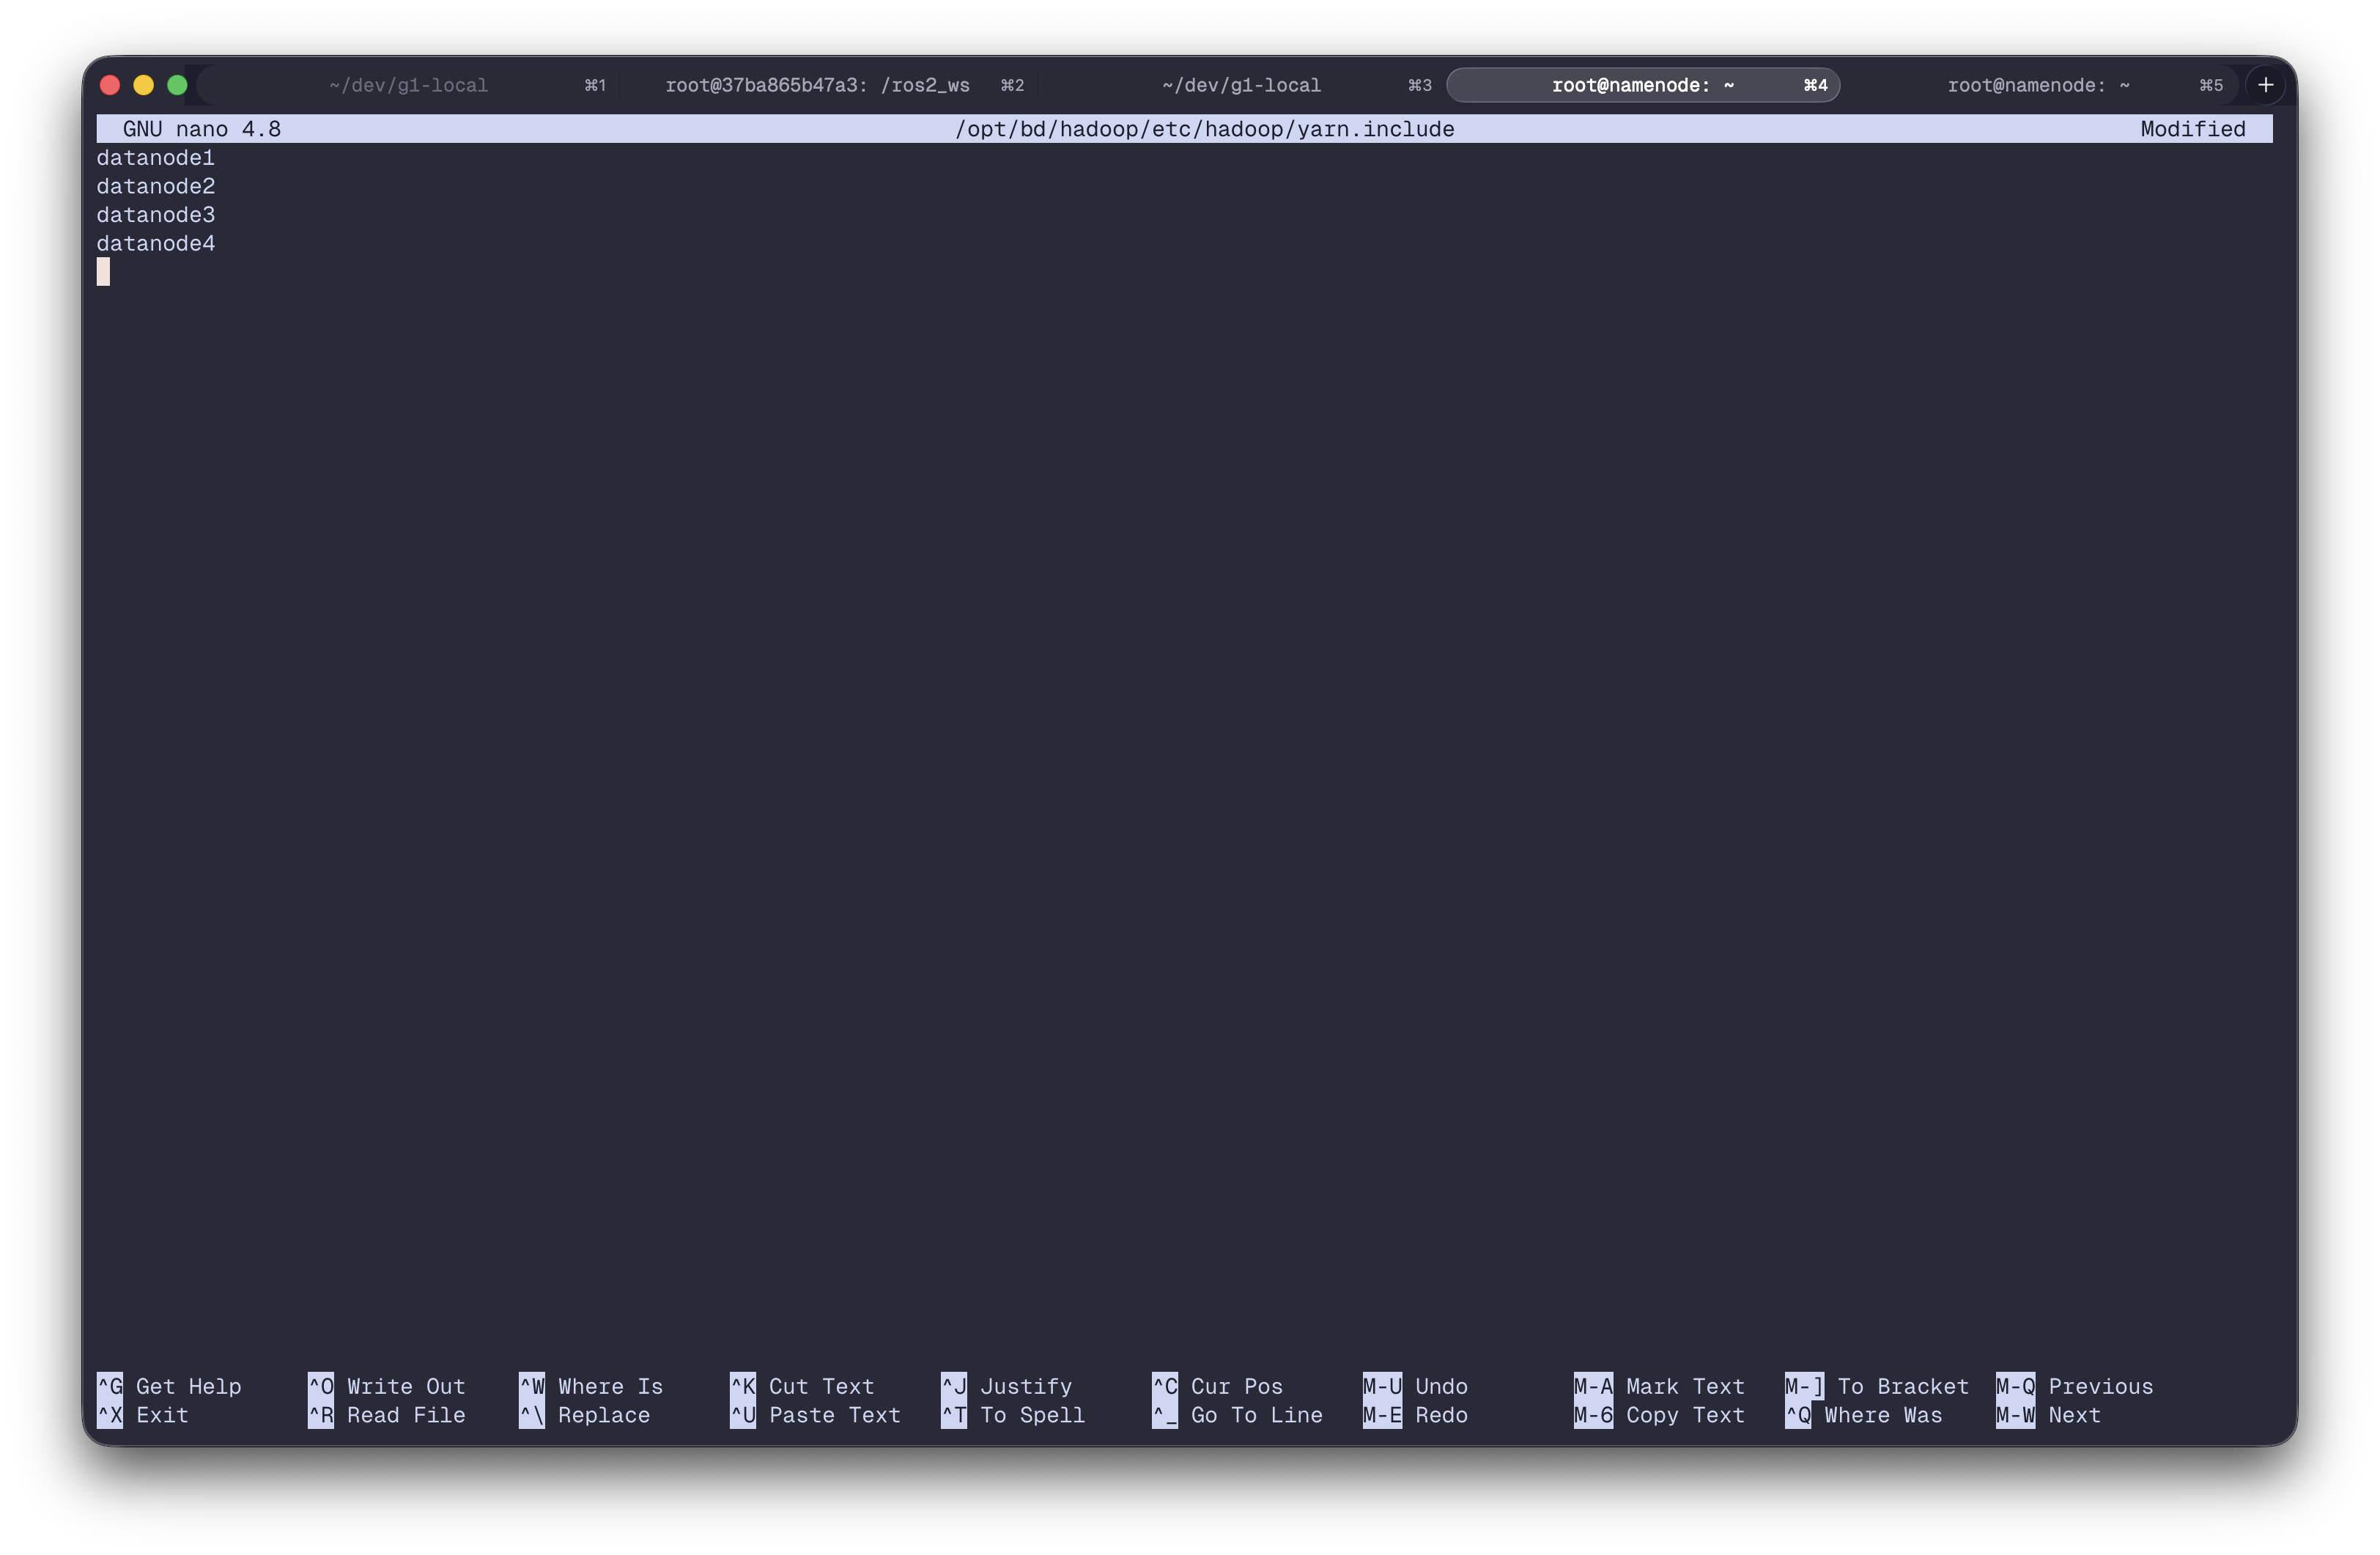 ~/dev/g1-local ⌘1 root@37ba865b47a3: /ros2_ws ⌘2 ~/dev/g1-local ⌘3 root@namenode: ~ ⌘4 root@namenode: ~ ⌘5 +
GNU nano 4.8 /opt/bd/hadoop/etc/hadoop/yarn.include Modified
datanode1
datanode2
datanode3
datanode4
^G Get Help ^O Write Out ^W Where Is ^K Cut Text ^J Justify ^C Cur Pos M-U Undo M-A Mark Text M-] To Bracket M-Q Previous
^X Exit ^R Read File ^\ Replace ^U Paste Text ^T To Spell ^_ Go To Line M-E Redo M-6 Copy Text ^Q Where Was M-W Next